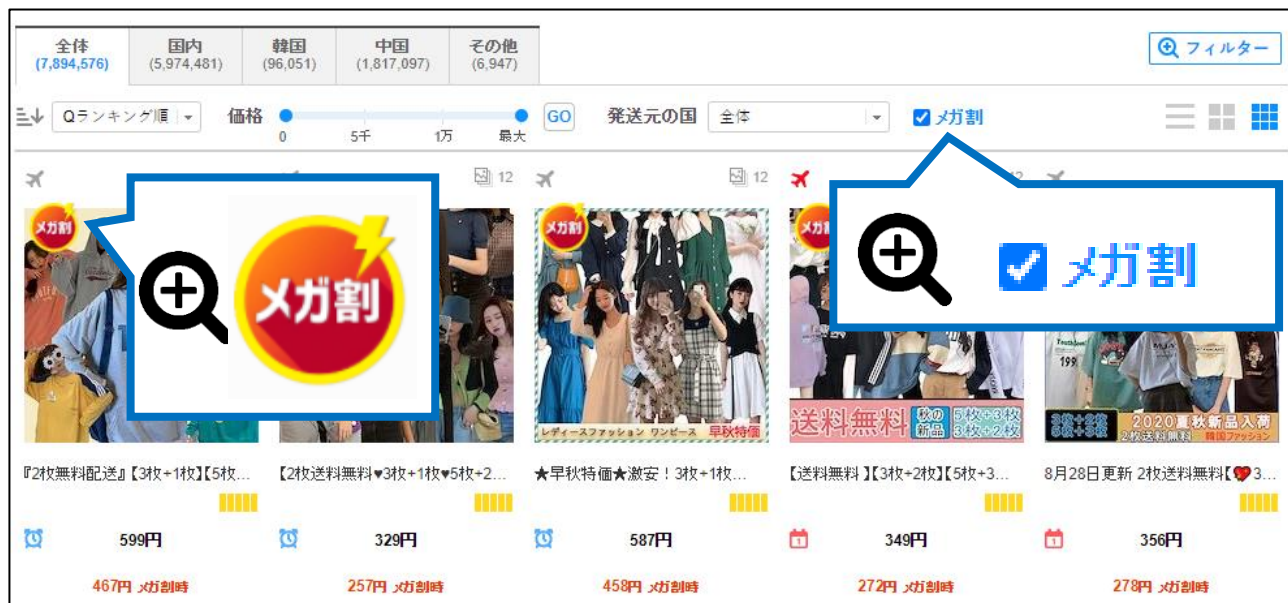 全体
(7,894,576)
国内
(5,974,481)
韓国
(96,051)
中国
(1,817,097)
その他
(6,947)
フィルター
Qランキング順
価格
0
5千
1万
最大
GO
発送元の国
全体
メガ割
12
12
12
メガ割
メガ割
メガ割
メガ割
レディースファッション ワンピース 早秋特価
送料無料
秋の
新品
5枚+3枚
3枚+2枚
199
2020夏秋新品入荷
2枚送料無料 韓国ファッション
『2枚無料配送』【3枚+1枚】【5枚...
【2枚送料無料♥3枚+1枚♥5枚+2...
★早秋特価★激安！3枚+1枚...
【送料無料 】【3枚+2枚】【5枚+3...
8月28日更新 2枚送料無料【💖3...
599円
329円
587円
1
349円
1
356円
467円 メガ割時
257円 メガ割時
458円 メガ割時
272円 メガ割時
278円 メガ割時